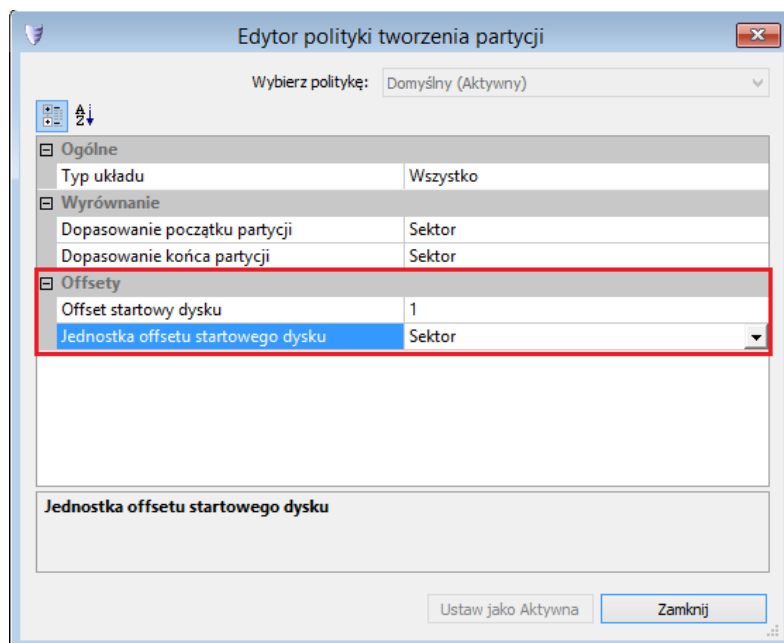 Edytor polityki tworzenia partycji
Wybierz politykę: Domyślny (Aktywny)
Ogólne
Typ układu Wszystko
Wyrównanie
Dopasowanie początku partycji Sektor
Dopasowanie końca partycji Sektor
Offsety
Offset startowy dysku 1
Jednostka offsetu startowego dysku Sektor
Jednostka offsetu startowego dysku
Ustaw jako Aktywna Zamknij